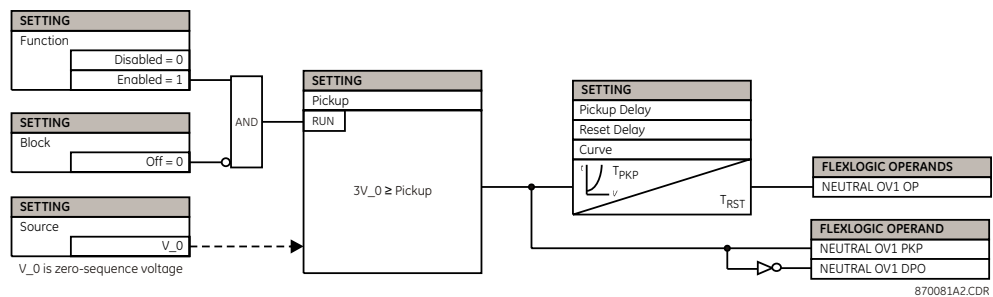 SETTING
Function
Disabled = 0
Enabled = 1
SETTING
Block
Off = 0
SETTING
Source
V_0
V_0 is zero-sequence voltage
AND
SETTING
Pickup
RUN
3V_0 ≥ Pickup
SETTING
Pickup Delay
Reset Delay
Curve
t
V
TPKP
TRST
FLEXLOGIC OPERANDS
NEUTRAL OV1 OP
FLEXLOGIC OPERAND
NEUTRAL OV1 PKP
NEUTRAL OV1 DPO
870081A2.CDR